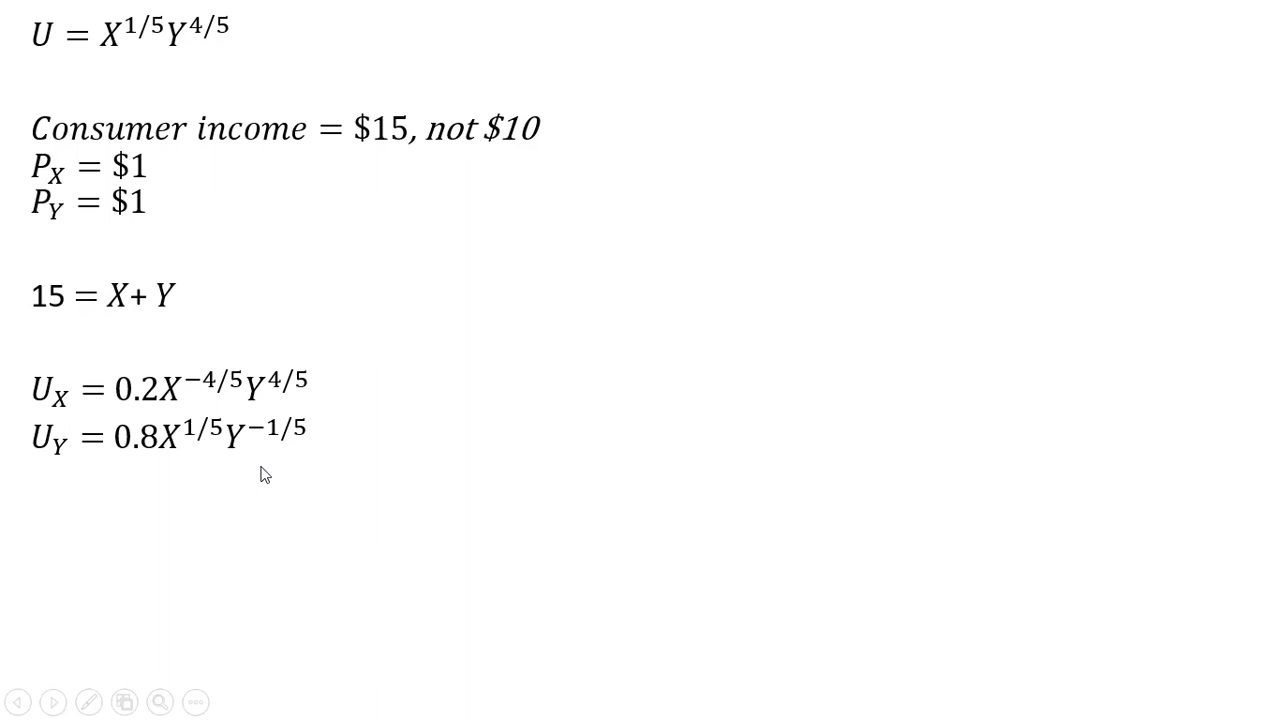 U = X^{1/5}Y^{4/5}
Consumer income = $15, not $10
P_X = $1
P_Y = $1
15 = X+ Y
U_X = 0.2X^{−4/5}Y^{4/5}
U_Y = 0.8X^{1/5}Y^{−1/5}